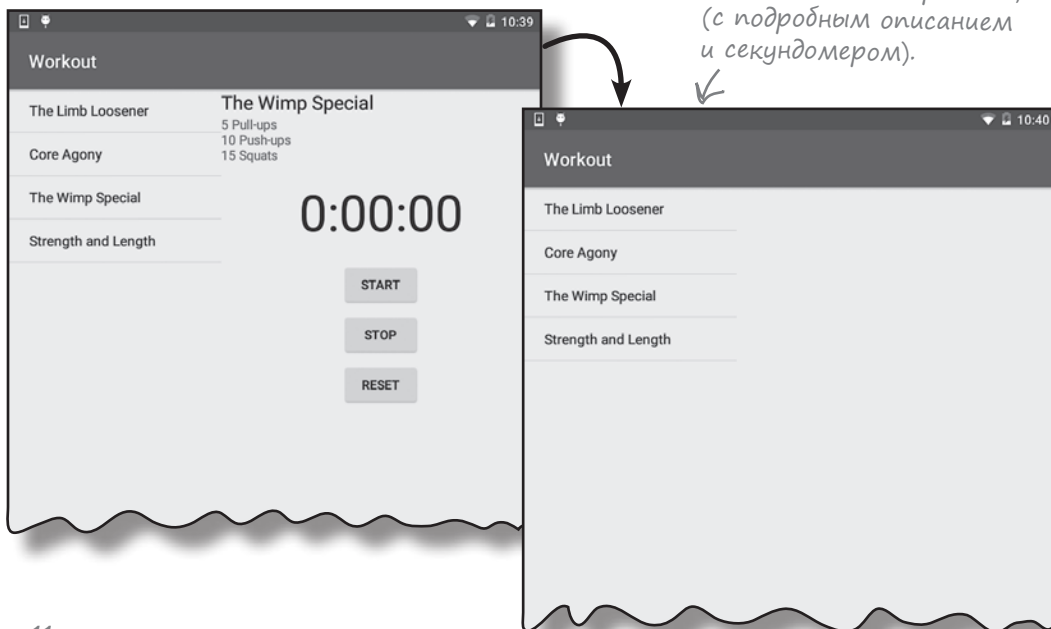 (с подробным описанием
и секундомером).
10:39
Workout
The Limb Loosener
Core Agony
The Wimp Special
Strength and Length
The Wimp Special
5 Pull-ups
10 Push-ups
15 Squats
0:00:00
START
STOP
RESET
10:40
Workout
The Limb Loosener
Core Agony
The Wimp Special
Strength and Length